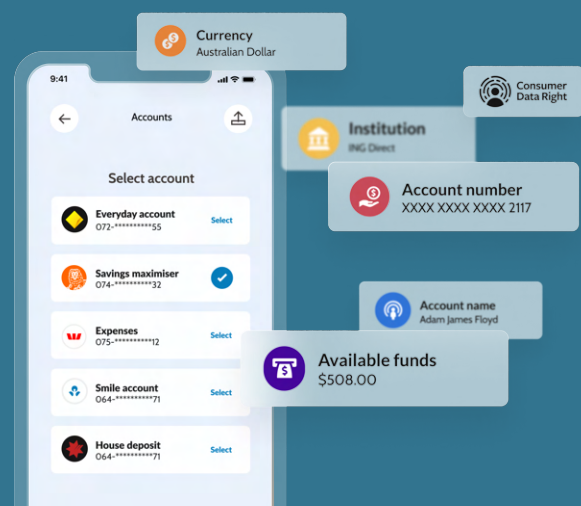 Currency
Australian Dollar
9:41
Accounts
Consumer
Data Right
Institution
ING Direct
Select account
Account number
XXXX XXXX XXXX 2117
Everyday account
072-**********55
Select
Savings maximiser
074-**********32
Account name
Adam James Floyd
Expenses
075-**********12
Select
Available funds
$508.00
Smile account
064-**********71
Select
House deposit
064-**********71
Select